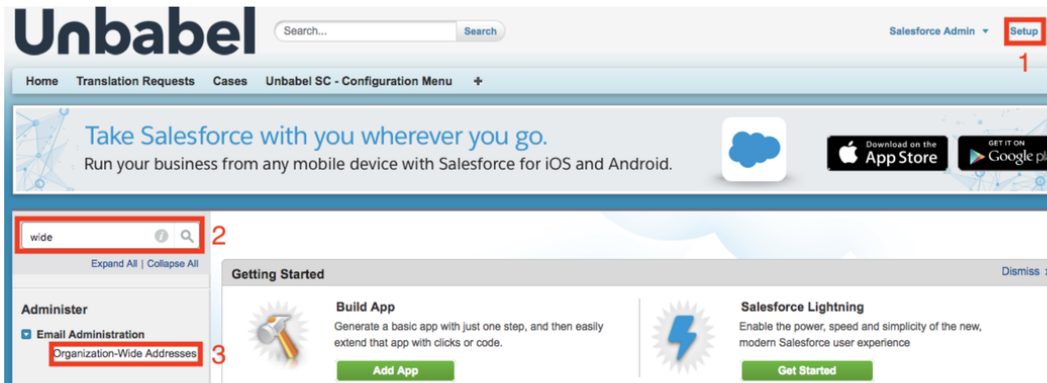 Unbabel
Search...
Search
Salesforce Admin
Setup
1
Home Translation Requests Cases Unbabel SC - Configuration Menu +
Take Salesforce with you wherever you go.
Run your business from any mobile device with Salesforce for iOS and Android.
Download on the
App Store
GET IT ON
Google pl
wide
2
Expand All | Collapse All
Getting Started
Dismiss
Administer
Email Administration
Organization-Wide Addresses
3
Build App
Generate a basic app with just one step, and then easily
extend that app with clicks or code.
Add App
Salesforce Lightning
Enable the power, speed and simplicity of the new,
modern Salesforce user experience
Get Started